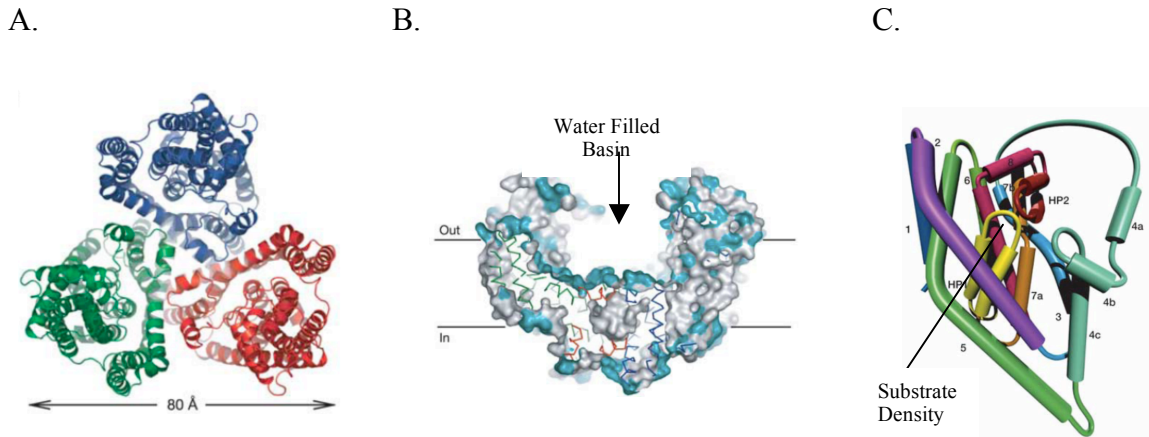 A.
B.
C.
80 Å
Water Filled
Basin
Out
In
2
6
8
7b
HP2
4a
1
HP1
7a
3
4b
4c
5
Substrate
Density